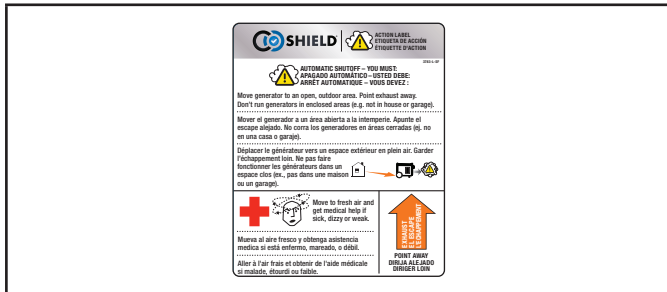 CO SHIELD®
ACTION LABEL
ETIQUETA DE ACCIÓN
ÉTIQUETTE D'ACTION
AUTOMATIC SHUTOFF – YOU MUST:
APAGADO AUTOMÁTICO – USTED DEBE:
ARRÊT AUTOMATIQUE – VOUS DEVEZ :
Move generator to an open, outdoor area. Point exhaust away.
Don't run generators in enclosed areas (e.g. not in house or garage).
Mover el generador a un área abierta a la intemperie. Apunte el
escape alejado. No corra los generadores en áreas cerradas (ej. no
en una casa o garaje).
Déplacer le générateur vers un espace extérieur en plein air. Garder
l'échappement loin. Ne pas faire
fonctionner les générateurs dans un
espace clos (ex., pas dans une maison
ou un garage).
Move to fresh air and
get medical help if
sick, dizzy or weak.
Mueva al aire fresco y obtenga asistencia
medica si está enfermo, mareado, o débil.
Aller à l'air frais et obtenir de l'aide médicale
si malade, étourdi ou faible.
EXHAUST
EL ESCAPE
L'ÉCHAPPEMENT
POINT AWAY
DIRIJA ALEJADO
DIRIGER LOIN